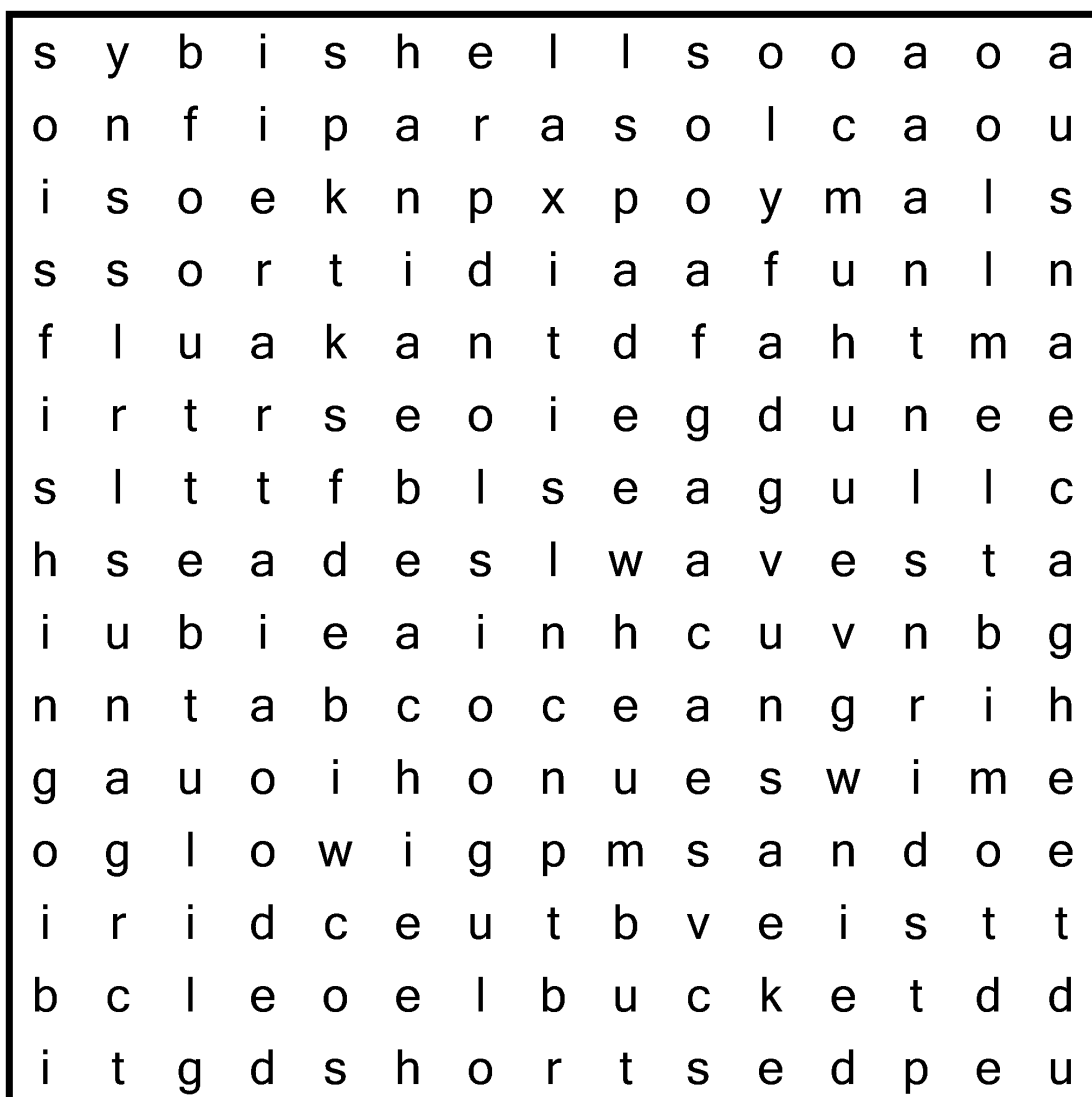 s y b i s h e l l s o o a o a
o n f i p a r a s o l c a o u
i s o e k n p x p o y m a l s
s s o r t i d i a a f u n l n
f l u a k a n t d f a h t m a
i r t r s e o i e g d u n e e
s l t t f b l s e a g u l l c
h s e a d e s l w a v e s t a
i u b i e a i n h c u v n b g
n n t a b c o c e a n g r i h
g a u o i h o n u e s w i m e
o g l o w i g p m s a n d o e
i r i d c e u t b v e i s t t
b c l e o e l b u c k e t d d
i t g d s h o r t s e d p e u